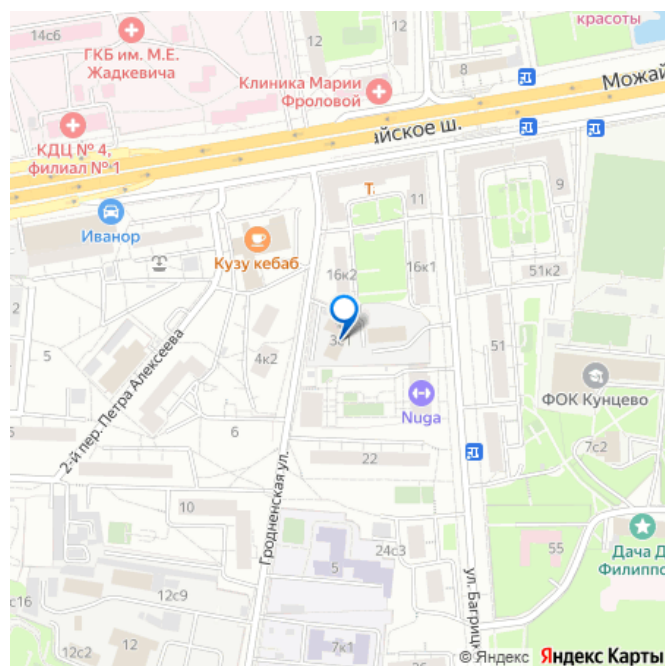 красоты
14с6
ГКБ им. М.Е.
Жадкевича
12
12
8
Можай
Клиника Марии
Фроловой
айское ш.
КДЦ № 4,
филиал № 1
Т.
11
9
Иванор
Кузу кебаб
16к2
16к1
51к2
5
2-й пер. Петра Алексеева
4к2
3с1
51
ФОК Кунцево
Nuga
6
7с2
22
Гродненская ул.
10
24с3
55
Дача Д
Филиппо
5
12с9
с16
12
12с2
7к1
ул. Багриц
© Яндекс Яндекс Карты